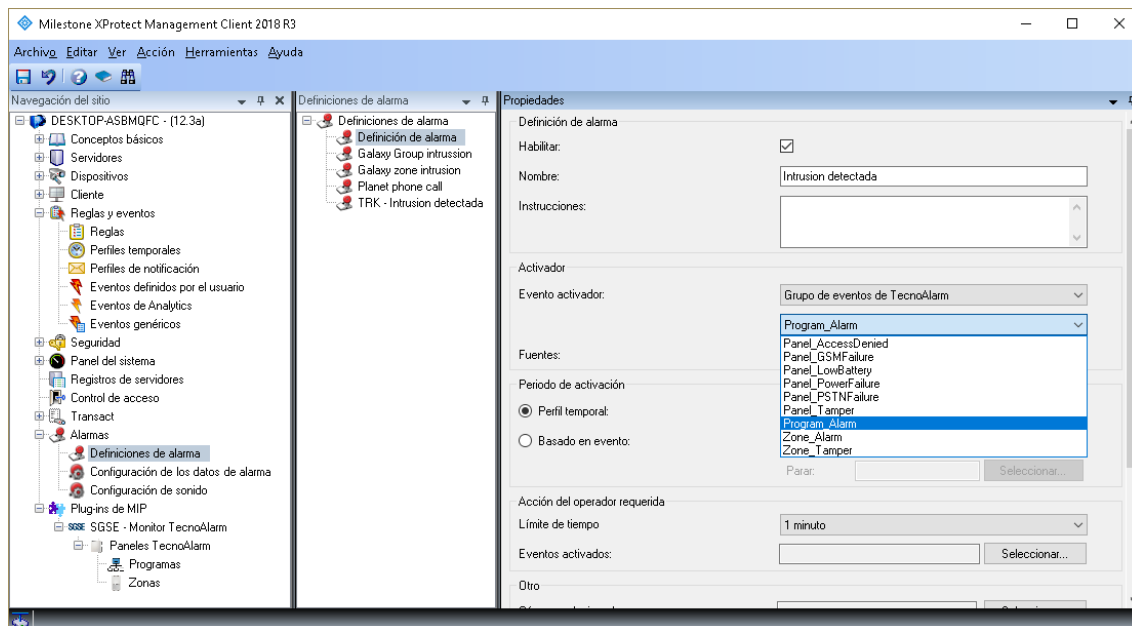 Milestone XProtect Management Client 2018 R3
Archivo Editar Ver Acción Herramientas Ayuda
Navegación del sitio
DESKTOP-ASBMQFC - (12.3a)
Conceptos básicos
Servidores
Dispositivos
Cliente
Reglas y eventos
Reglas
Perfiles temporales
Perfiles de notificación
Eventos definidos por el usuario
Eventos de Analytics
Eventos genéricos
Seguridad
Panel del sistema
Registros de servidores
Control de acceso
Transact
Alarmas
Definiciones de alarma
Configuración de los datos de alarma
Configuración de sonido
Plug-ins de MIP
SGSE SGSE - Monitor TecnoAlarm
Paneles TecnoAlarm
Programas
Zonas
Definiciones de alarma
Definiciones de alarma
Definición de alarma
Galaxy Group intrussion
Galaxy zone intrusion
Planet phone call
TRK - Intrusion detectada
Propiedades
Definición de alarma
Habilitar:
Nombre: Intrusion detectada
Instrucciones:
Activador
Evento activador: Grupo de eventos de TecnoAlarm
Program_Alarm
Panel_AccessDenied
Panel_GSMFailure
Panel_LowBattery
Panel_PowerFailure
Panel_PSTNFailure
Panel_Tamper
Program_Alarm
Zone_Alarm
Zone_Tamper
Fuentes:
Periodo de activación
Perfil temporal:
Basado en evento:
Parar: Seleccionar...
Acción del operador requerida
Límite de tiempo 1 minuto
Eventos activados: Seleccionar...
Otro